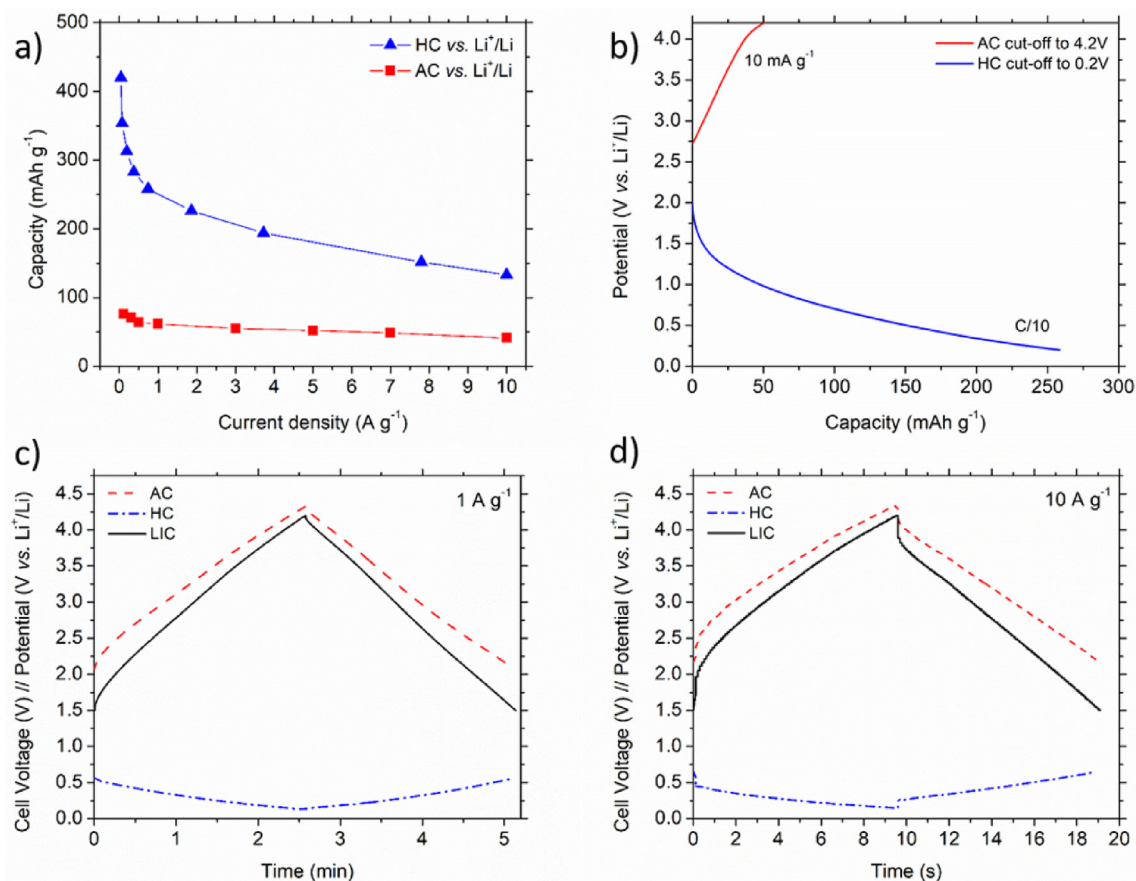 a)
HC vs. Li⁺/Li
AC vs. Li⁺/Li
500
400
300
200
100
0
Capacity (mAh g⁻¹)
0 1 2 3 4 5 6 7 8 9 10
Current density (A g⁻¹)
b)
10 mA g⁻¹
AC cut-off to 4.2V
HC cut-off to 0.2V
C/10
4.0
3.5
3.0
2.5
2.0
1.5
1.0
0.5
0.0
Potential (V vs. Li⁺/Li)
0 50 100 150 200 250 300
Capacity (mAh g⁻¹)
c)
AC
HC
LIC
1 A g⁻¹
4.5
4.0
3.5
3.0
2.5
2.0
1.5
1.0
0.5
0.0
Cell Voltage (V) // Potential (V vs. Li⁺/Li)
0 1 2 3 4 5
Time (min)
d)
AC
HC
LIC
10 A g⁻¹
4.5
4.0
3.5
3.0
2.5
2.0
1.5
1.0
0.5
0.0
Cell Voltage (V) // Potential (V vs. Li⁺/Li)
0 2 4 6 8 10 12 14 16 18 20
Time (s)